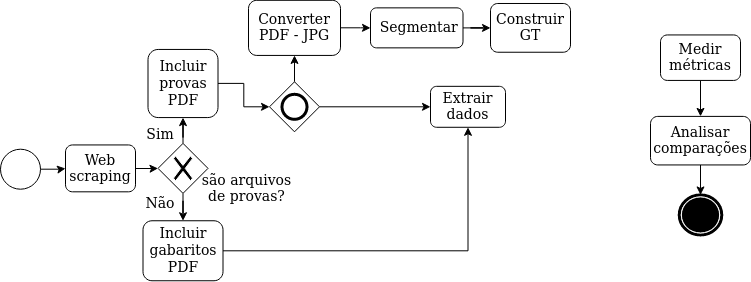 Converter
PDF - JPG
Segmentar
Construir
GT
Incluir
provas
PDF
Medir
métricas
Extrair
dados
Sim
Analisar
comparações
Web
scraping
são arquivos
de provas?
Não
Incluir
gabaritos
PDF